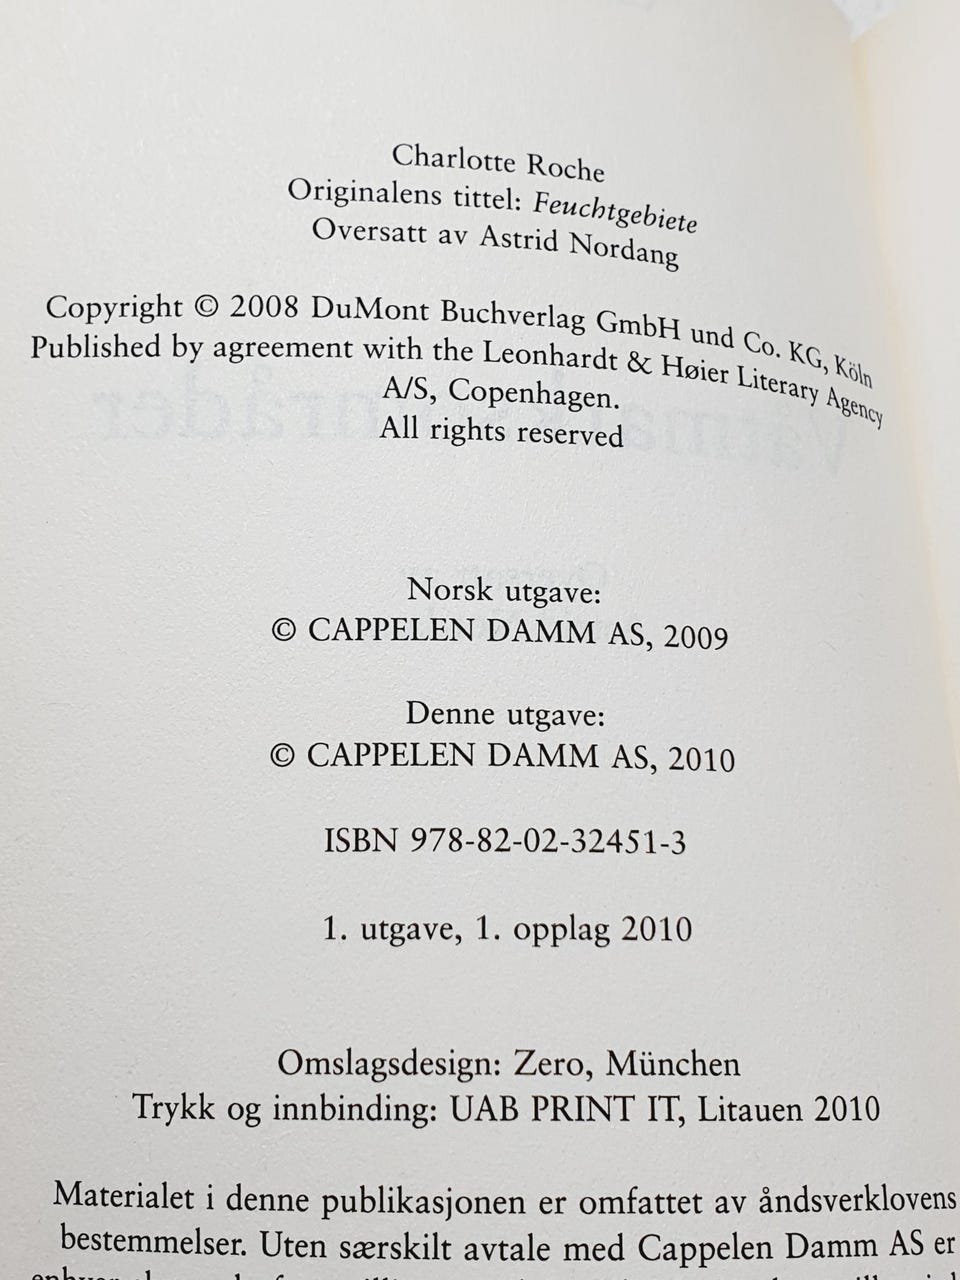 Charlotte Roche
Originalens tittel: Feuchtgebiete
Oversatt av Astrid Nordang
Copyright © 2008 DuMont Buchverlag GmbH und Co. KG, Köln
Published by agreement with the Leonhardt & Høier Literary Agency
A/S, Copenhagen.
All rights reserved
Norsk utgave:
© CAPPELEN DAMM AS, 2009
Denne utgave:
© CAPPELEN DAMM AS, 2010
ISBN 978-82-02-32451-3
1. utgave, 1. opplag 2010
Omslagsdesign: Zero, München
Trykk og innbinding: UAB PRINT IT, Litauen 2010
Materialet i denne publikasjonen er omfattet av åndsverklovens
bestemmelser. Uten særskilt avtale med Cappelen Damm AS er